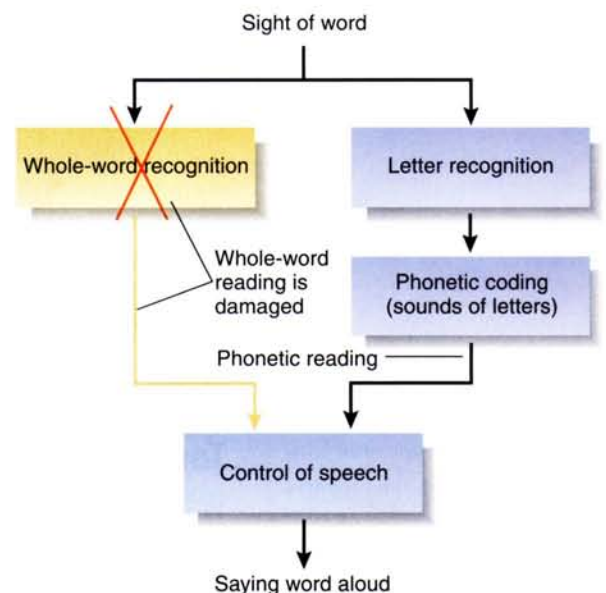 Sight of word
Whole-word recognition
Letter recognition
Whole-word
reading is
damaged
Phonetic coding
(sounds of letters)
Phonetic reading
Control of speech
Saying word aloud